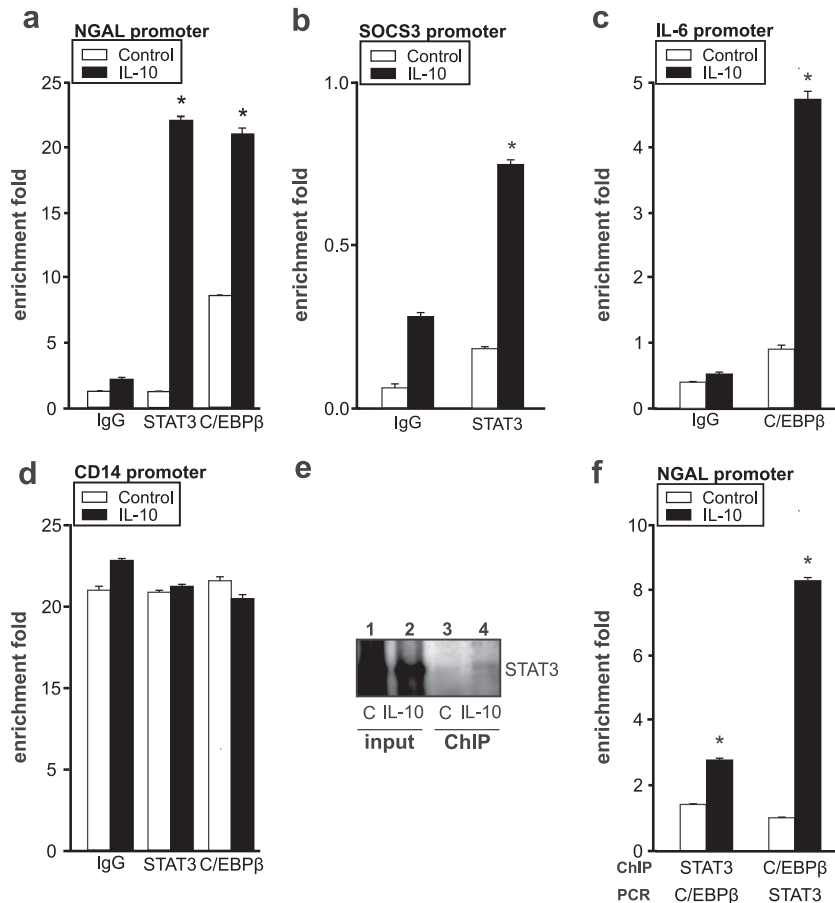 a
NGAL promoter
Control
IL-10
enrichment fold
25
20
15
10
5
0
*
*
IgG STAT3 C/EBPβ
b
SOCS3 promoter
Control
IL-10
enrichment fold
1.0
0.5
0.0
*
IgG STAT3
c
IL-6 promoter
Control
IL-10
enrichment fold
5
4
3
2
1
0
*
IgG C/EBPβ
d
CD14 promoter
Control
IL-10
enrichment fold
25
20
15
5
0
IgG STAT3 C/EBPβ
e
1 2 3 4
STAT3
C IL-10 C IL-10
input ChIP
f
NGAL promoter
Control
IL-10
enrichment fold
10
8
6
4
2
0
*
*
ChIP STAT3 C/EBPβ
PCR C/EBPβ STAT3